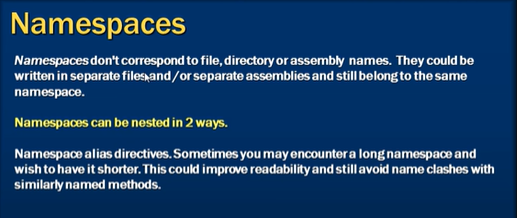 Namespaces
Namespaces don't correspond to file, directory or assembly names. They could be
written in separate files and/or separate assemblies and still belong to the same
namespace.
Namespaces can be nested in 2 ways.
Namespace alias directives. Sometimes you may encounter a long namespace and
wish to have it shorter. This could improve readability and still avoid name clashes with
similarly named methods.